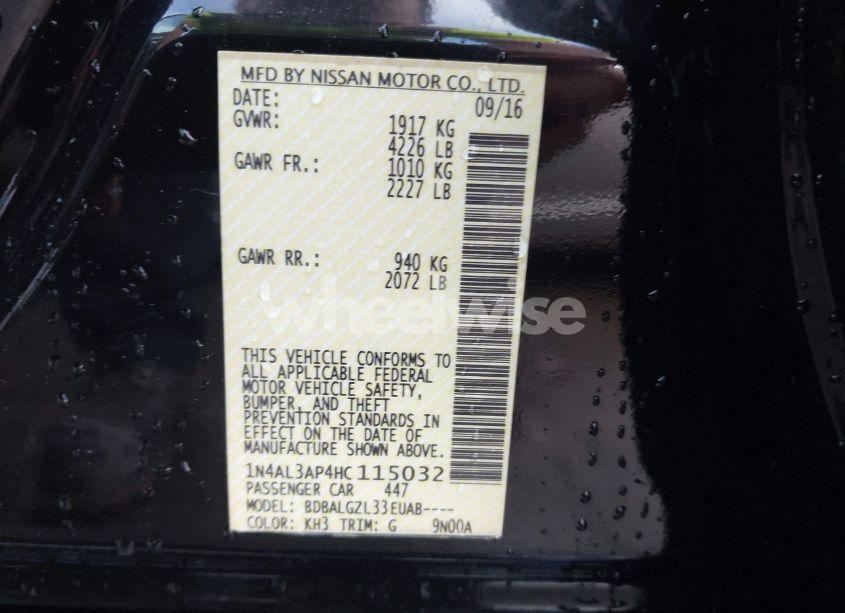 MFD BY NISSAN MOTOR CO., LTD.
DATE: 09/16
GVWR: 1917 KG
4226 LB
GAWR FR.: 1010 KG
2227 LB
GAWR RR.: 940 KG
2072 LB
wheelwise
THIS VEHICLE CONFORMS TO
ALL APPLICABLE FEDERAL
MOTOR VEHICLE SAFETY,
BUMPER, AND THEFT
PREVENTION STANDARDS IN
EFFECT ON THE DATE OF
MANUFACTURE SHOWN ABOVE.
1N4AL3AP4HC115032
PASSENGER CAR 447
MODEL: BDBALGZL33EUAB----
COLOR: KH3 TRIM: G 9N00A